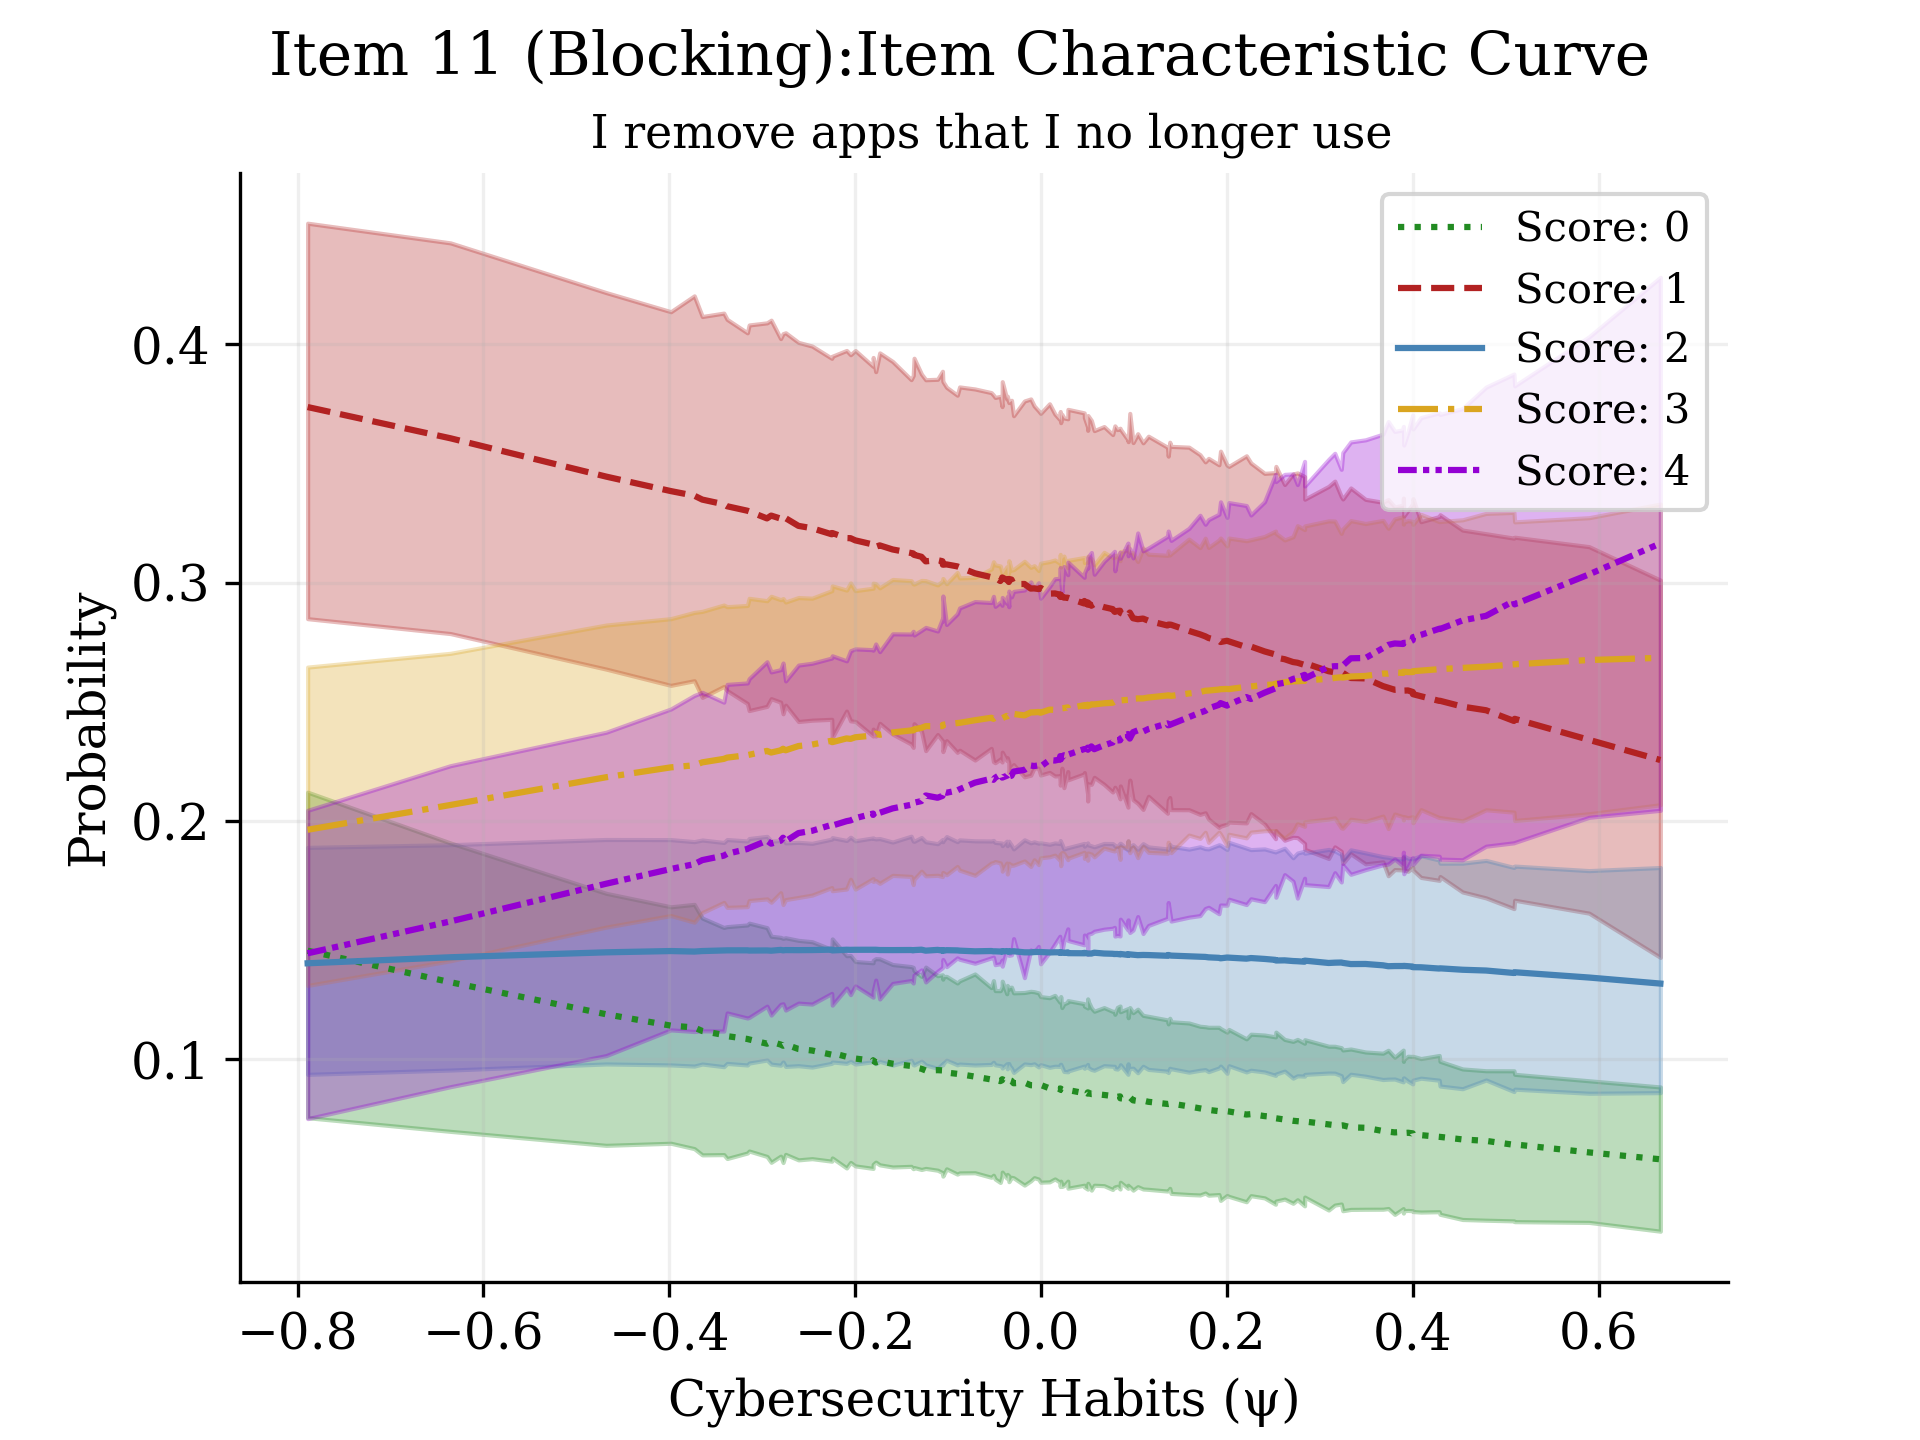 Item 11 (Blocking):Item Characteristic Curve
I remove apps that I no longer use
Score: 0
Score: 1
Score: 2
Score: 3
Score: 4
Probability
0.4
0.3
0.2
0.1
−0.8 −0.6 −0.4 −0.2 0.0 0.2 0.4 0.6
Cybersecurity Habits (ψ)